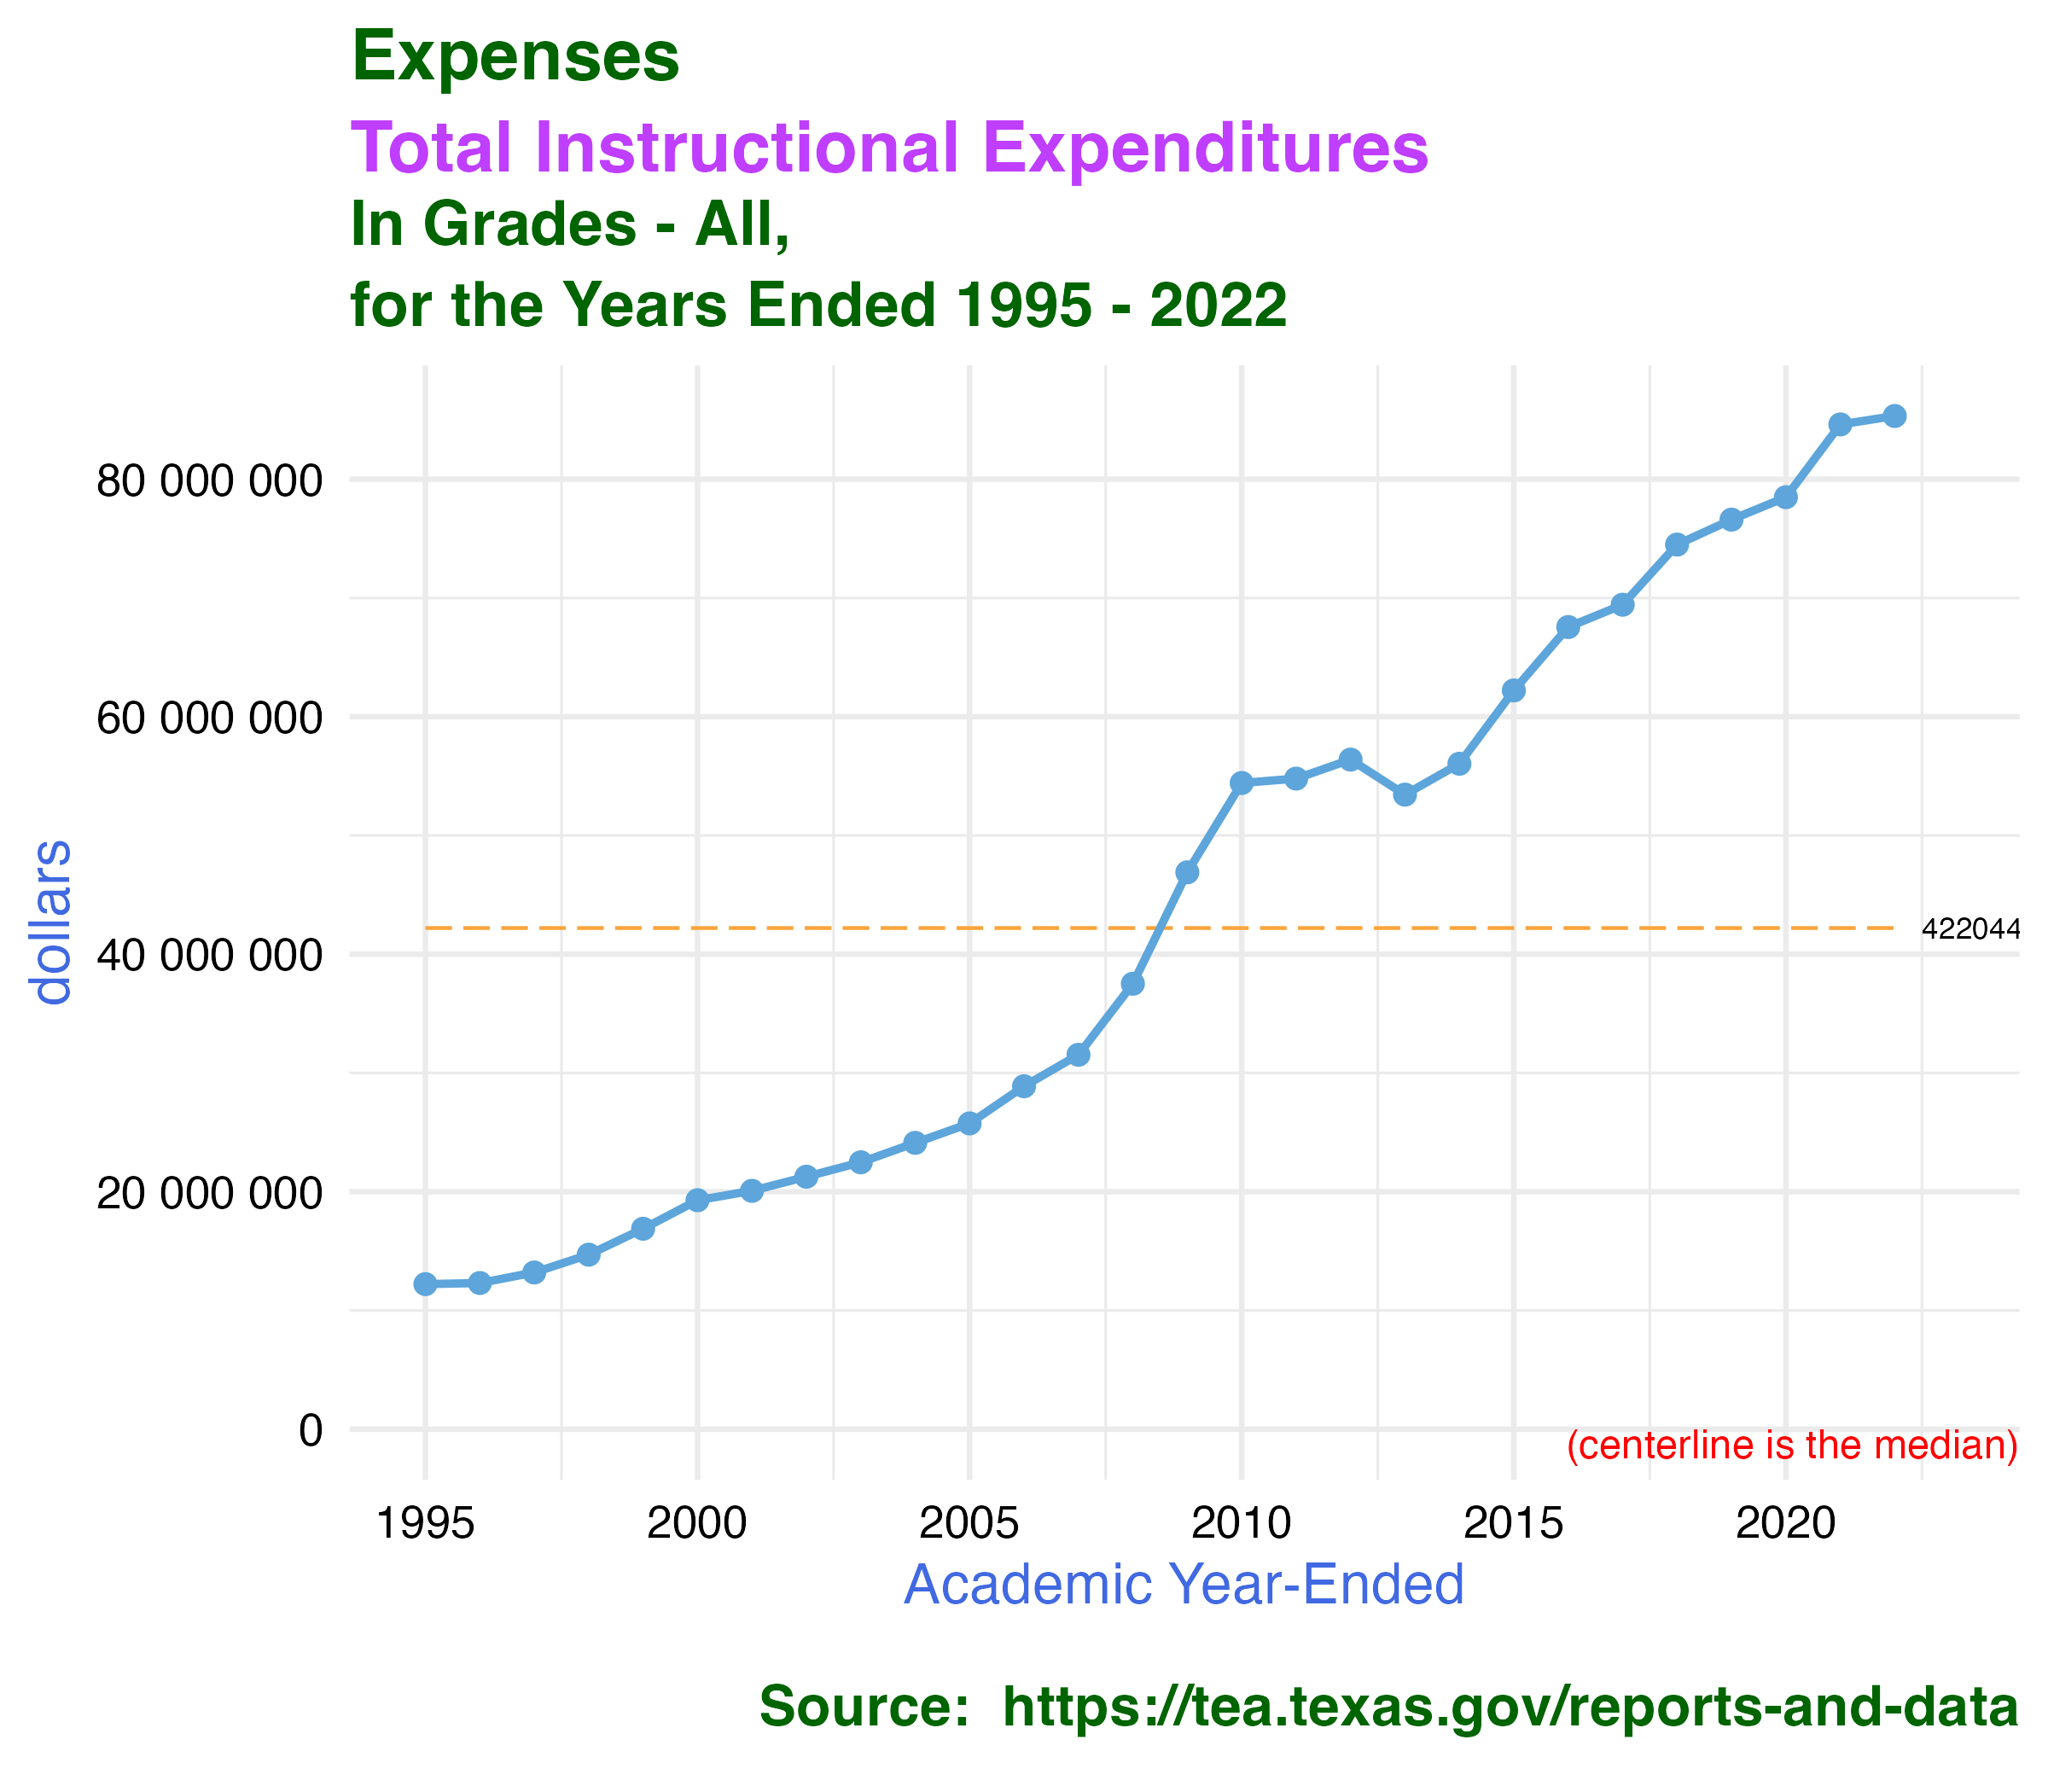 Expenses
Total Instructional Expenditures
In Grades - All,
for the Years Ended 1995 - 2022
80 000 000
60 000 000
40 000 000
20 000 000
0
dollars
422044
(centerline is the median)
1995 2000 2005 2010 2015 2020
Academic Year-Ended
Source:  https://tea.texas.gov/reports-and-data